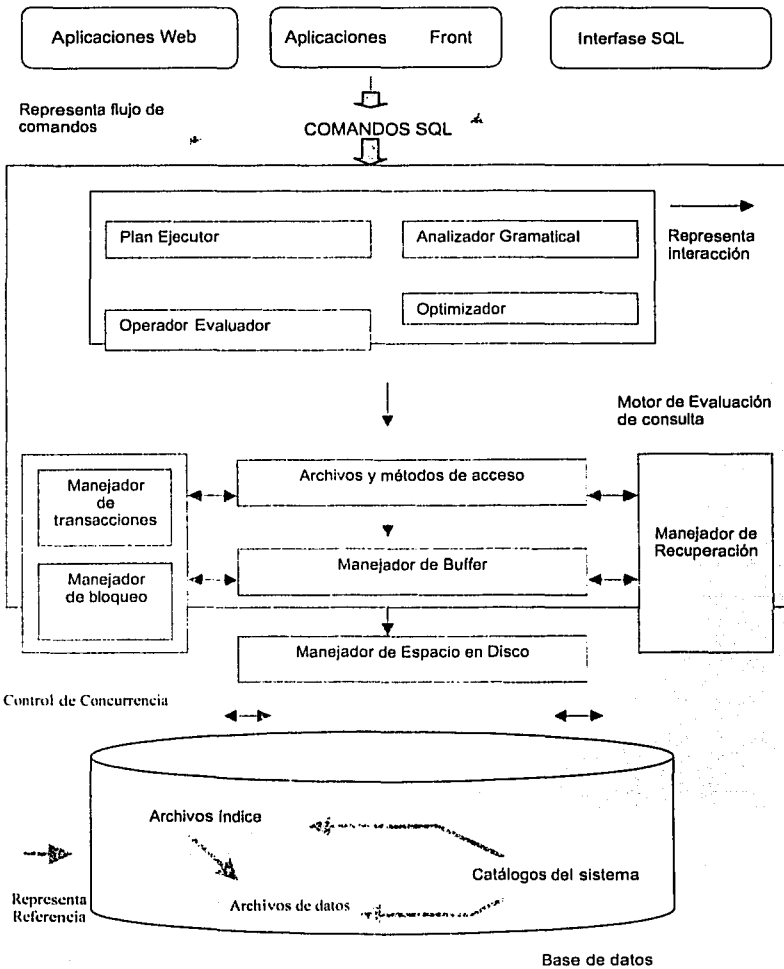 Aplicaciones Web
Aplicaciones Front
Interfase SQL
Representa flujo de
comandos
COMANDOS SQL
Plan Ejecutor
Analizador Gramatical
Representa
interacción
Operador Evaluador
Optimizador
Motor de Evaluación
de consulta
Manejador
de
transacciones
Archivos y métodos de acceso
Manejador de
Recuperación
Manejador
de bloqueo
Manejador de Buffer
Manejador de Espacio en Disco
Control de Concurrencia
Archivos índice
Catálogos del sistema
Representa
Referencia
Archivos de datos
Base de datos